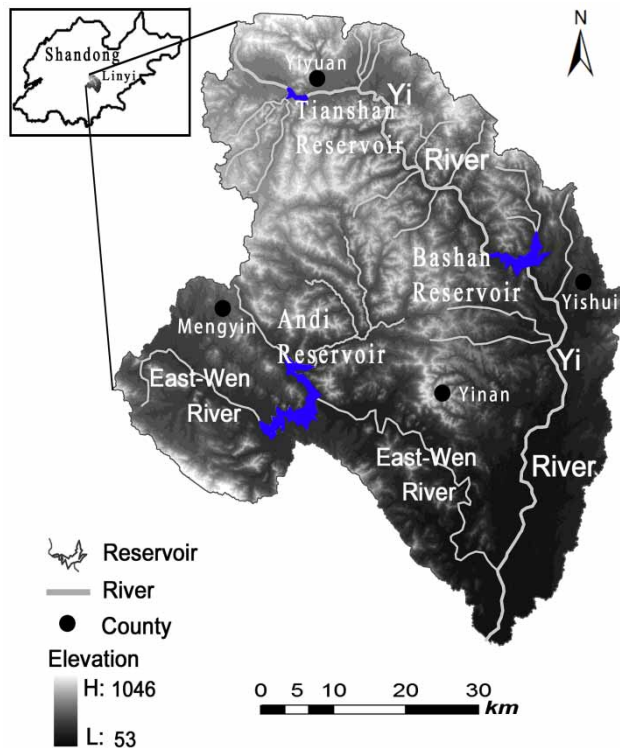 Shandong
Linyi
N
Yiyuan
Yi
Tianshan
Reservoir
River
Bashan
Reservoir
Yishui
Mengyin
Andi
Reservoir
Yi
East-Wen
River
Yinan
East-Wen
River
River
Reservoir
River
County
Elevation
H: 1046
L: 53
0 5 10 20 30
km